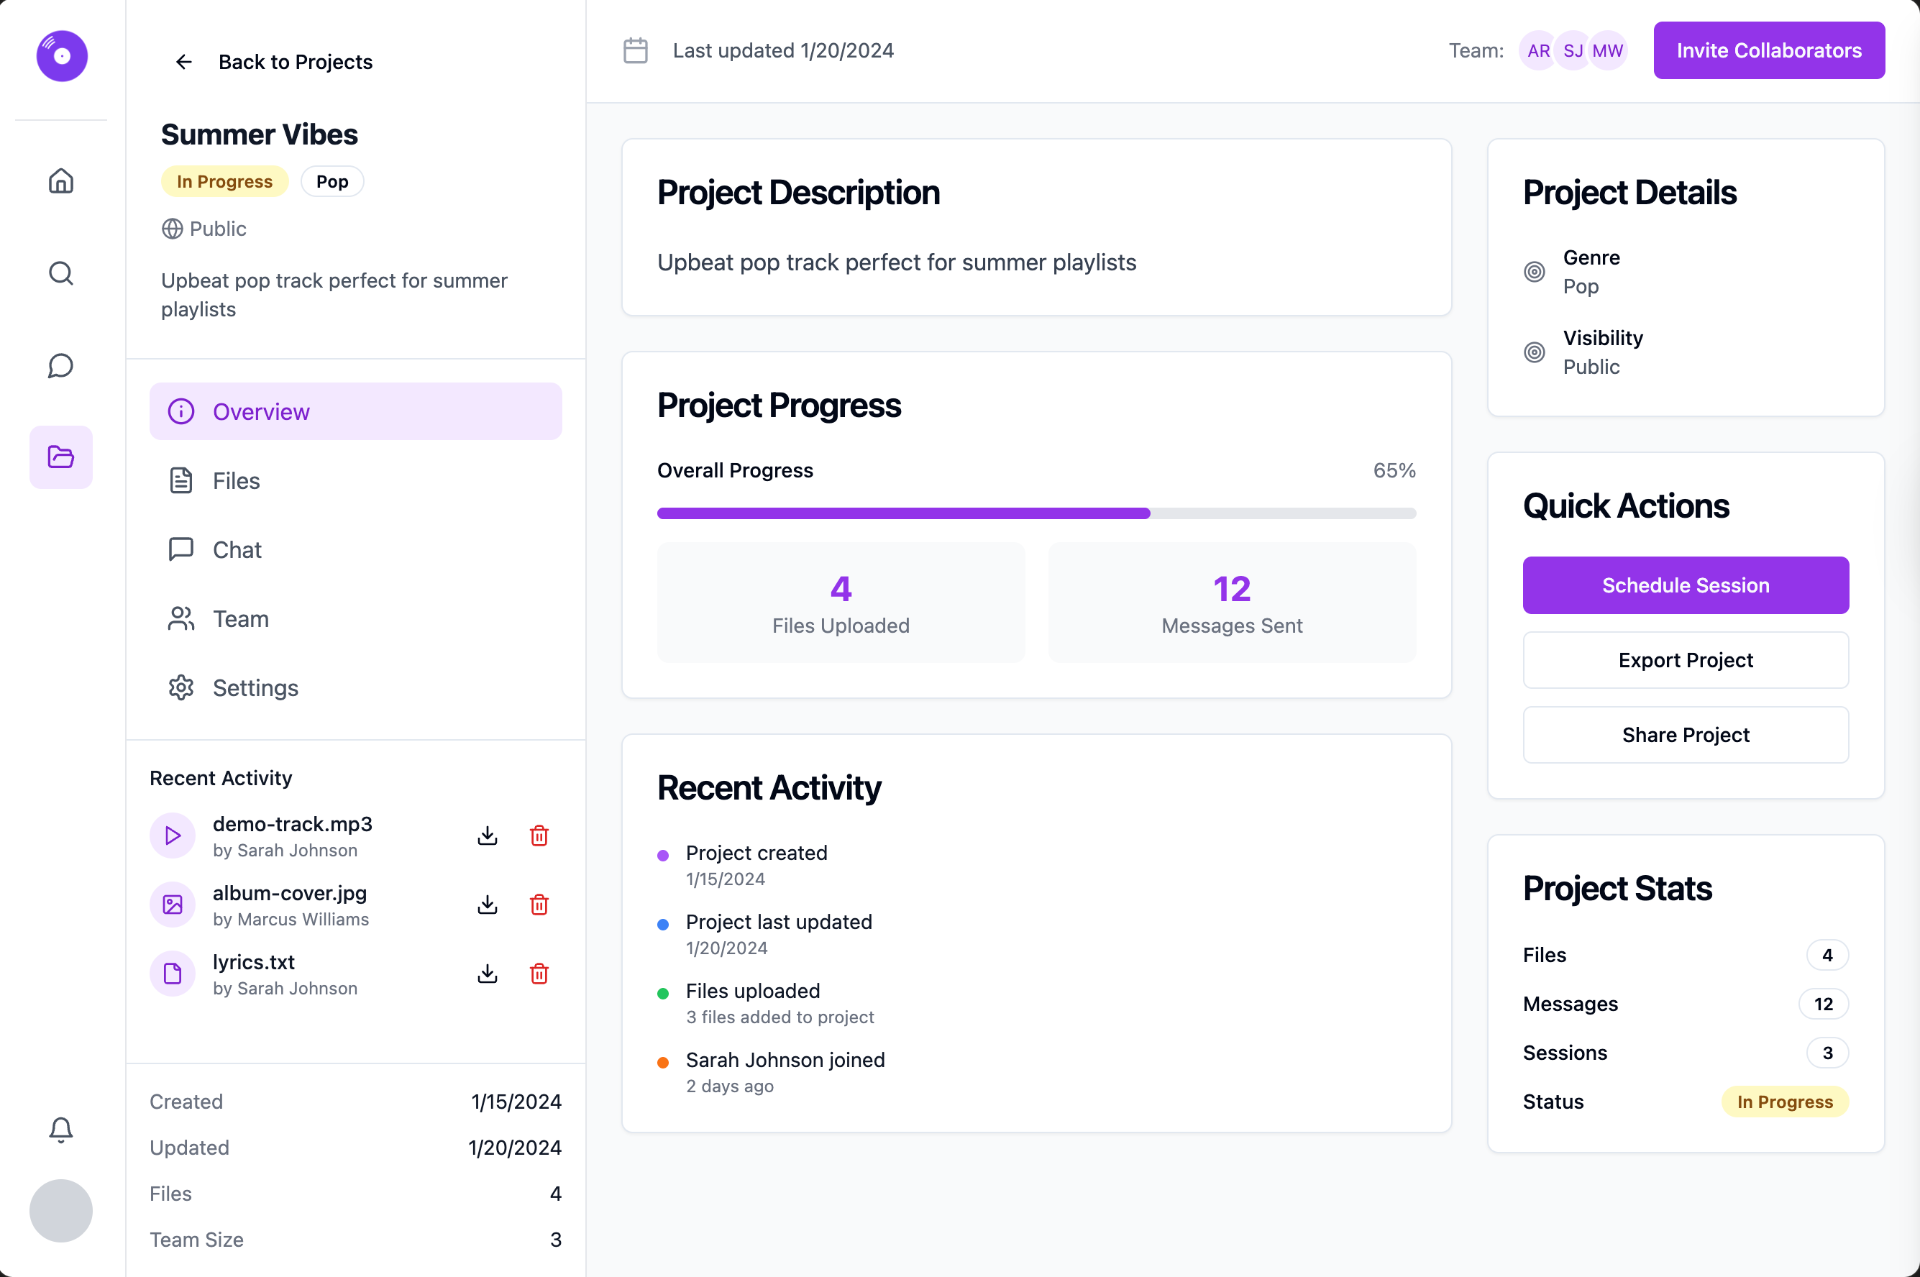 Back to Projects
Summer Vibes
In Progress
Pop
Public
Upbeat pop track perfect for summer
playlists
Overview
Files
Chat
Team
Settings
Recent Activity
demo-track.mp3
by Sarah Johnson
album-cover.jpg
by Marcus Williams
lyrics.txt
by Sarah Johnson
Created 1/15/2024
Updated 1/20/2024
Files 4
Team Size 3
Last updated 1/20/2024
Team: AR SJ MW
Invite Collaborators
Project Description
Upbeat pop track perfect for summer playlists
Project Progress
Overall Progress 65%
4
Files Uploaded
12
Messages Sent
Recent Activity
Project created
1/15/2024
Project last updated
1/20/2024
Files uploaded
3 files added to project
Sarah Johnson joined
2 days ago
Project Details
Genre
Pop
Visibility
Public
Quick Actions
Schedule Session
Export Project
Share Project
Project Stats
Files 4
Messages 12
Sessions 3
Status In Progress